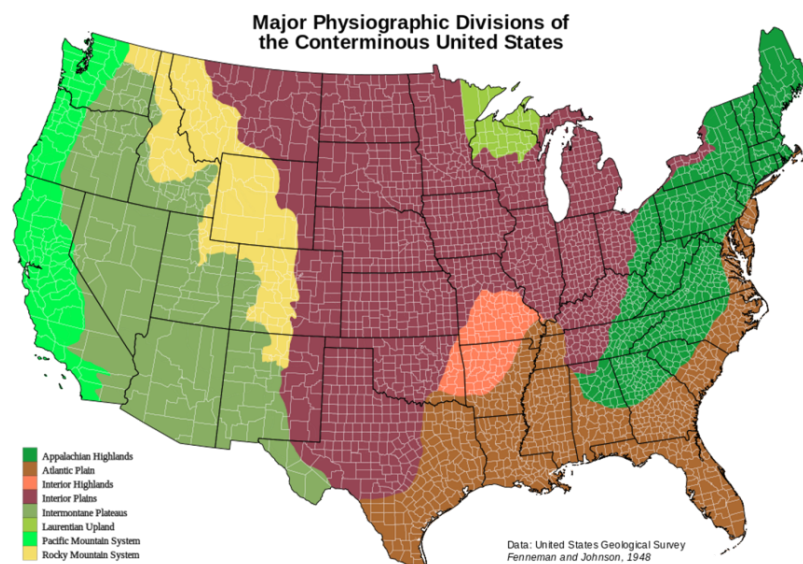 Major Physiographic Divisions of
the Conterminous United States
Appalachian Highlands
Atlantic Plain
Interior Highlands
Interior Plains
Intermontane Plateaus
Laurentian Upland
Pacific Mountain System
Rocky Mountain System
Data: United States Geological Survey
Fenneman and Johnson, 1948